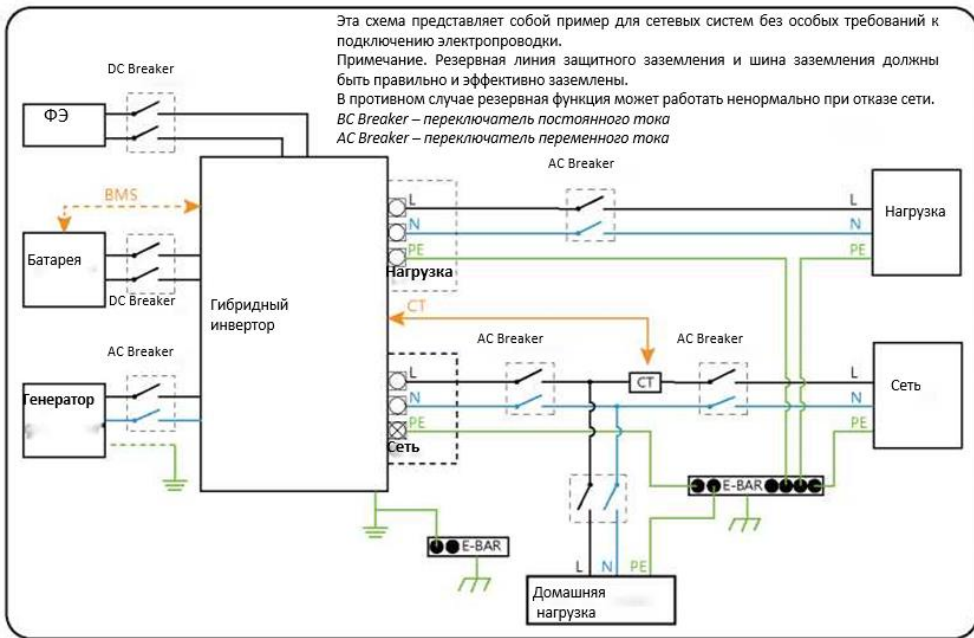 Эта схема представляет собой пример для сетевых систем без особых требований к
подключению электропроводки.
Примечание. Резервная линия защитного заземления и шина заземления должны
быть правильно и эффективно заземлены.
В противном случае резервная функция может работать ненормально при отказе сети.
BC Breaker – переключатель постоянного тока
AC Breaker – переключатель переменного тока
DC Breaker
ФЭ
BMS
Батарея
DC Breaker
AC Breaker
Генератор
Гибридный
инвертор
L
N
PE
Нагрузка
AC Breaker
L
N
PE
Нагрузка
CT
AC Breaker
AC Breaker
L
N
PE
Сеть
CT
L
N
PE
Сеть
E-BAR
E-BAR
L
N
PE
Домашняя
нагрузка